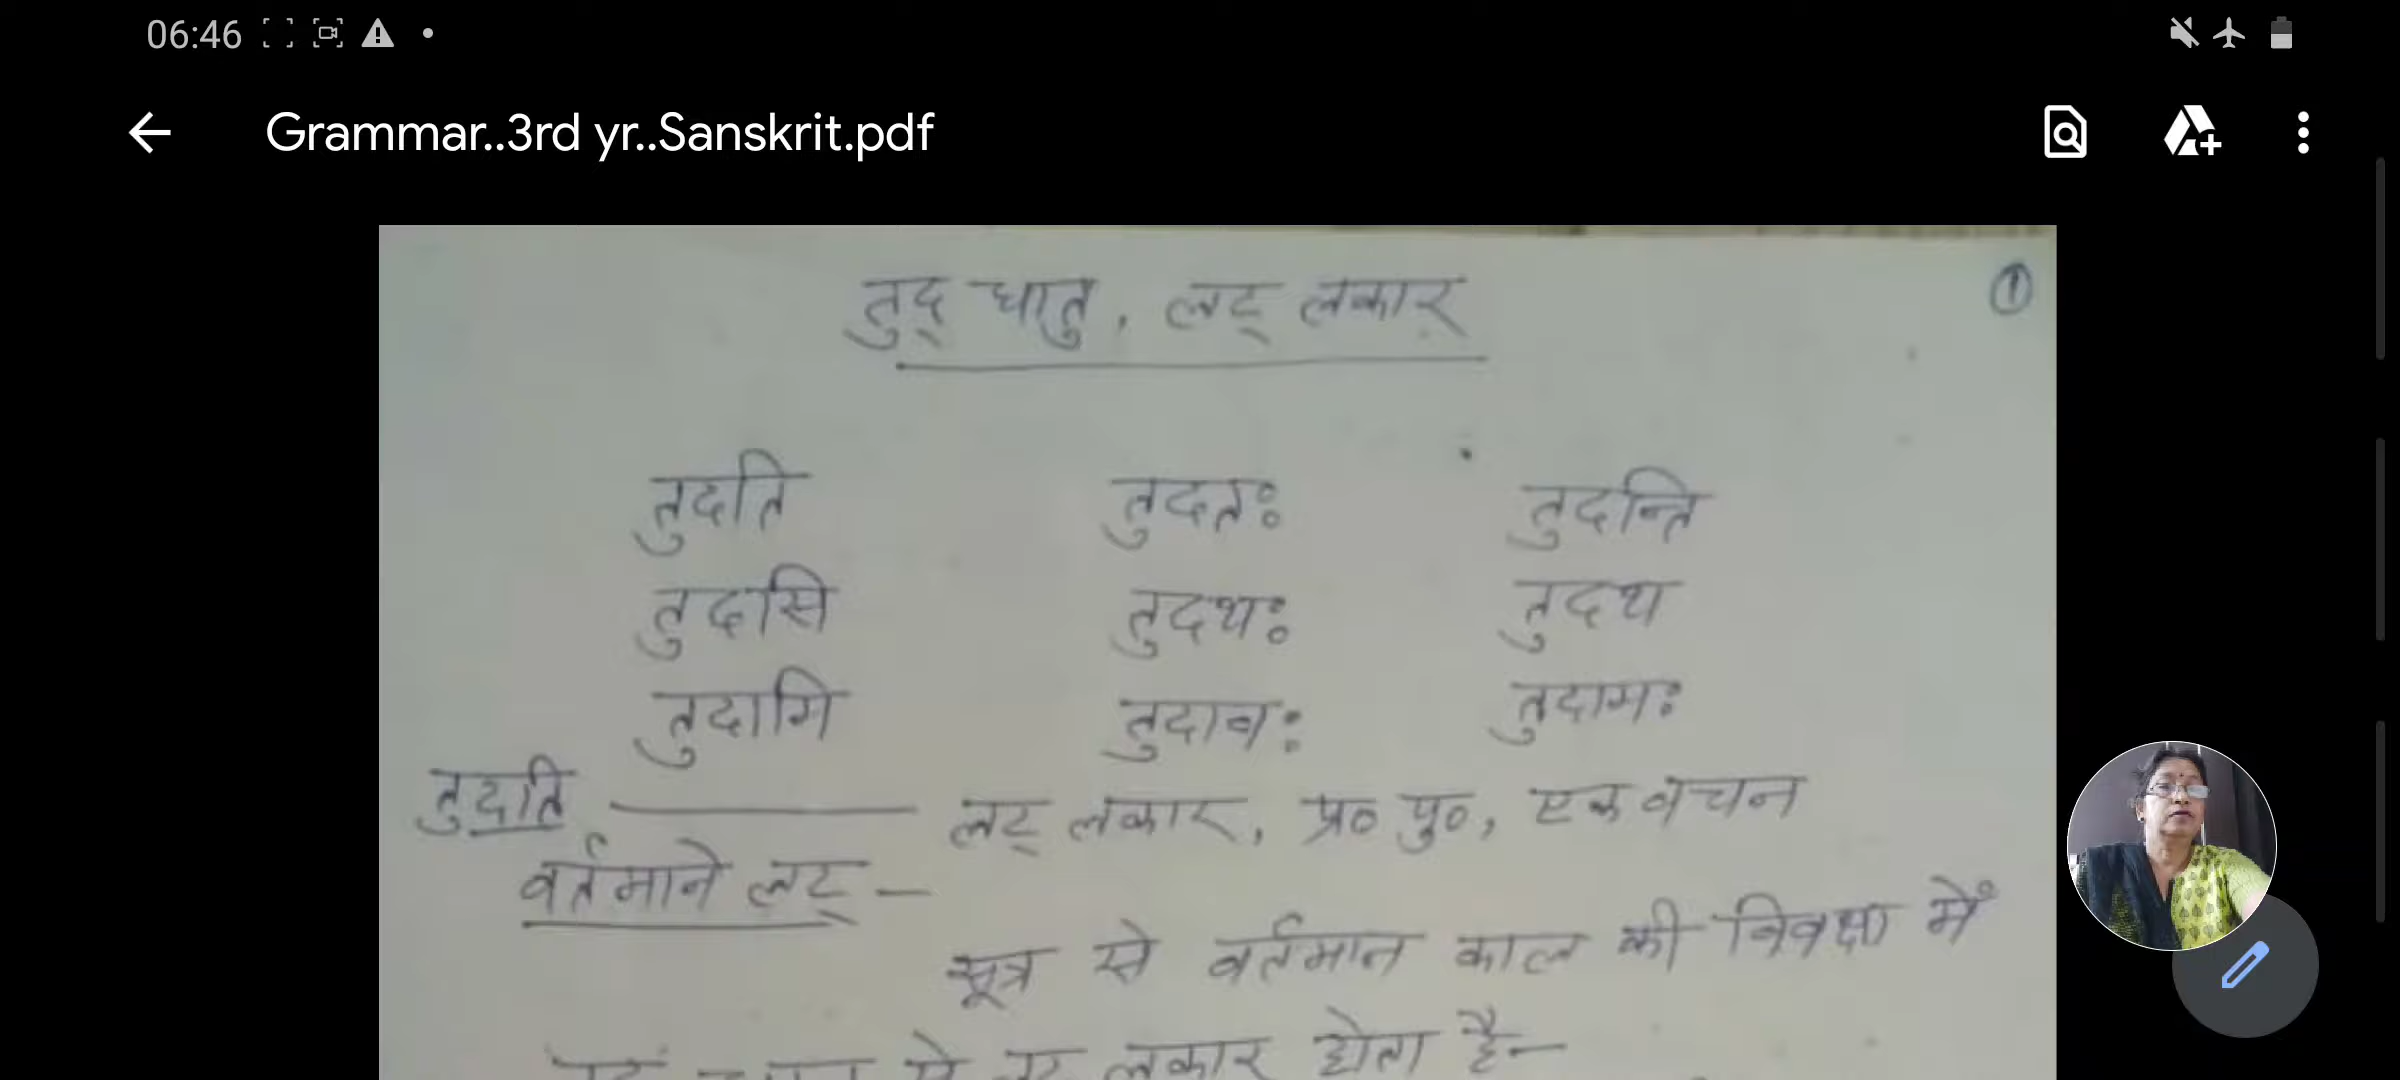 06:46
Grammar..3rd yr..Sanskrit.pdf
तुद् धातु, लट् लकार
①
तुदति तुदतः तुदन्ति
तुदसि तुदथः तुदथ
तुदामि तुदावः तुदामः
तुदति — लट् लकार, प्र० पु०, एकवचन
वर्तमाने लट् –
सूत्र से वर्तमान काल की विवक्षा में
लकार होता है–